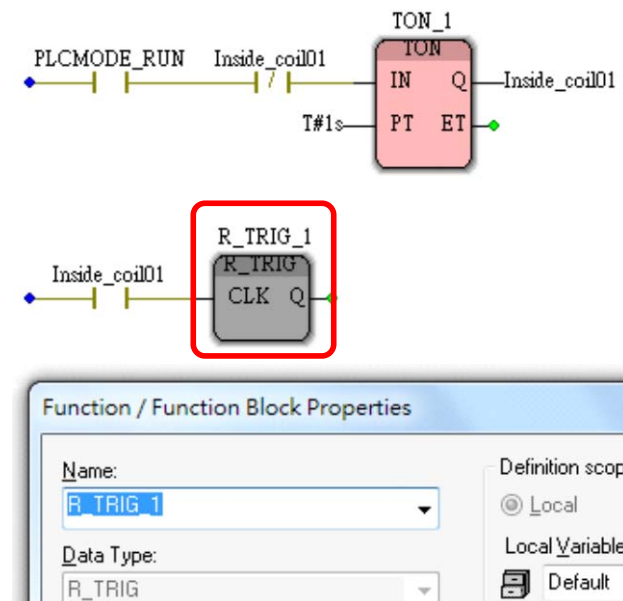 TON_1
PLCMODE_RUN Inside_coil01 TON
IN Q Inside_coil01
T#1s PT ET
R_TRIG_1
Inside_coil01 R_TRIG
CLK Q
Function / Function Block Properties
Name: Definition scop
R_TRIG_1 Local
Data Type: Local Variable
R_TRIG Default